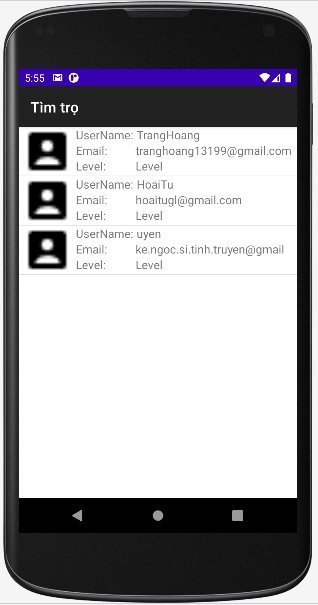 5:55
Tìm trọ
UserName: TrangHoang
Email: tranghoang13199@gmail.com
Level: Level
UserName: HoaiTu
Email: hoaitugl@gmail.com
Level: Level
UserName: uyen
Email: ke.ngoc.si.tinh.truyen@gmail
Level: Level